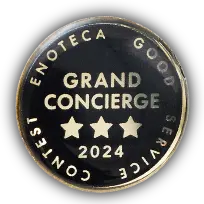 ENOTECA GOOD SERVICE CONTEST
GRAND
CONCIERGE
★★★
2024